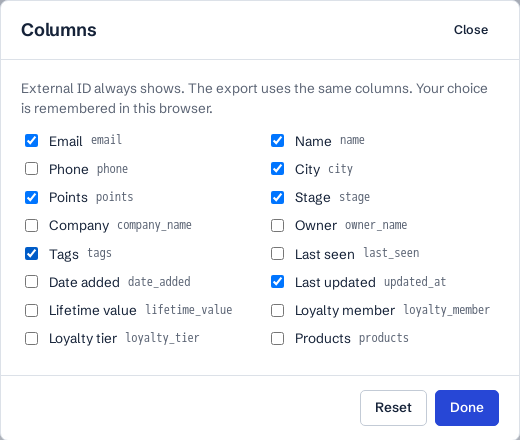 Columns Close
External ID always shows. The export uses the same columns. Your choice
is remembered in this browser.
Email email Name name
Phone phone City city
Points points Stage stage
Company company_name Owner owner_name
Tags tags Last seen last_seen
Date added date_added Last updated updated_at
Lifetime value lifetime_value Loyalty member loyalty_member
Loyalty tier loyalty_tier Products products
Reset Done